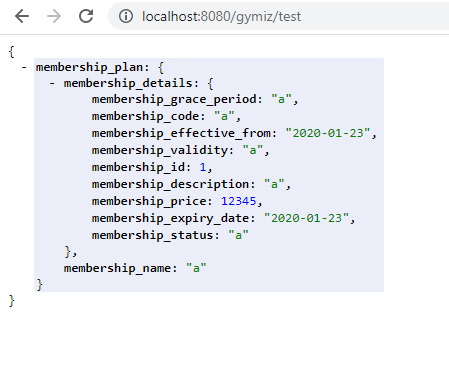 localhost:8080/gymiz/test
{
- membership_plan: {
- membership_details: {
membership_grace_period: "a",
membership_code: "a",
membership_effective_from: "2020-01-23",
membership_validity: "a",
membership_id: 1,
membership_description: "a",
membership_price: 12345,
membership_expiry_date: "2020-01-23",
membership_status: "a"
},
membership_name: "a"
}
}